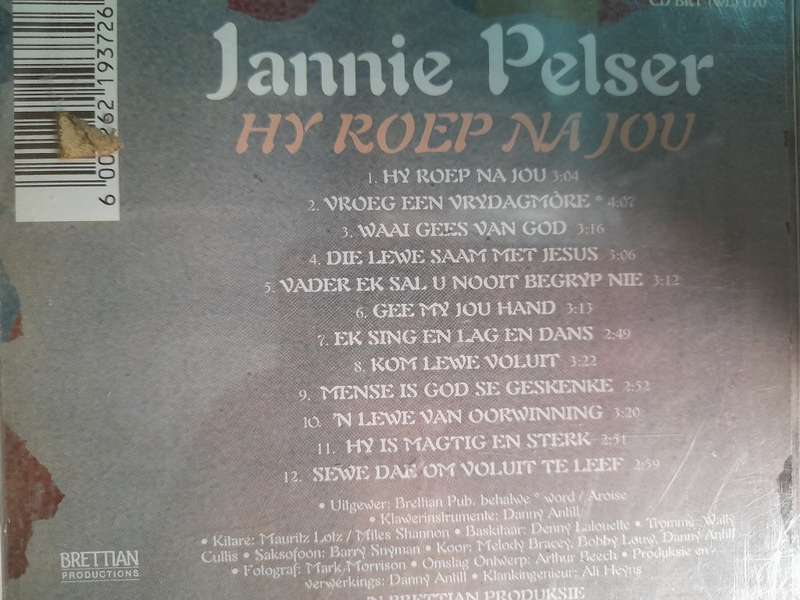 Jannie Pelser
HY ROEP NA JOU
1. HY ROEP NA JOU 3:04
2. VROEG EEN VRYDAGMÔRE * 4:07
3. WAAI GEES VAN GOD 3:16
4. DIE LEWE SAAM MET JESUS 3:06
5. VADER EK SAL U NOOIT BEGRYP NIE 3:12
6. GEE MY JOU HAND 3:13
7. EK SING EN LAG EN DANS 2:49
8. KOM LEWE VOLUIT 3:22
9. MENSE IS GOD SE GESKENKE 2:52
10. 'N LEWE VAN OORWINNING 3:20
11. HY IS MAGTIG EN STERK 2:51
12. SEWE DAE OM VOLUIT TE LEEF 2:59
• Uitgewer: Brettian Pub. behalwe * word / Aroise
• Klawerinstrumente: Danny Antill
• Kitare: Mauritz Lotz / Miles Shannon • Baskitaar: Denny Lalouette • Tromme: Wally
Cullis • Saksofoon: Barry Snyman • Koor: Melody Bracey, Bobby Louw, Danny Antill
• Fotograf: Mark Morrison • Omslag Ontwerp: Arthur Beech • Produksie en
verwerkings: Danny Antill • Klankingenieur: Ali Heyns
'N BRETTIAN PRODUKSIE
BRETTIAN
PRODUCTIONS